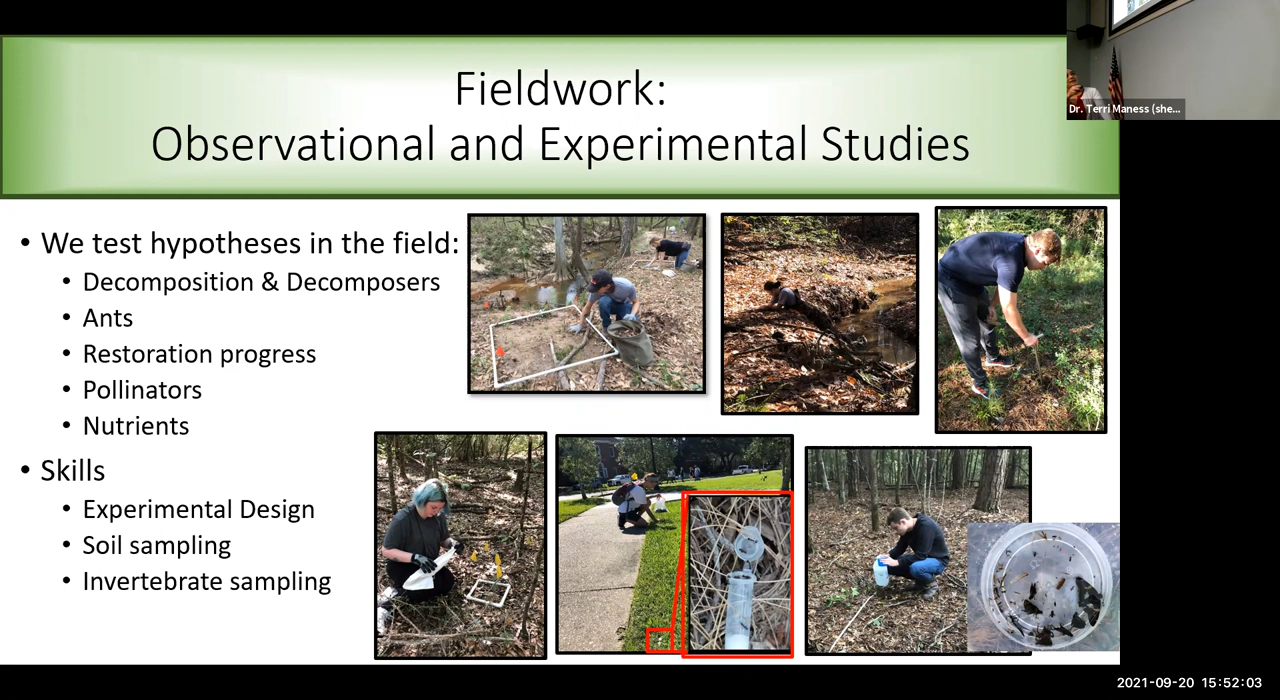 Fieldwork:
Observational and Experimental Studies
Dr. Terri Maness (she...
• We test hypotheses in the field:
• Decomposition & Decomposers
• Ants
• Restoration progress
• Pollinators
• Nutrients
• Skills
• Experimental Design
• Soil sampling
• Invertebrate sampling
2021-09-20 15:52:03